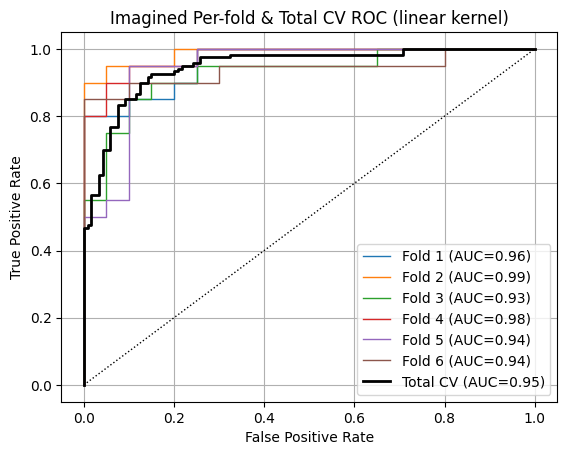 Imagined Per-fold & Total CV ROC (linear kernel)
True Positive Rate
1.0
0.8
0.6
0.4
0.2
0.0
0.0 0.2 0.4 0.6 0.8 1.0
False Positive Rate
Fold 1 (AUC=0.96)
Fold 2 (AUC=0.99)
Fold 3 (AUC=0.93)
Fold 4 (AUC=0.98)
Fold 5 (AUC=0.94)
Fold 6 (AUC=0.94)
Total CV (AUC=0.95)